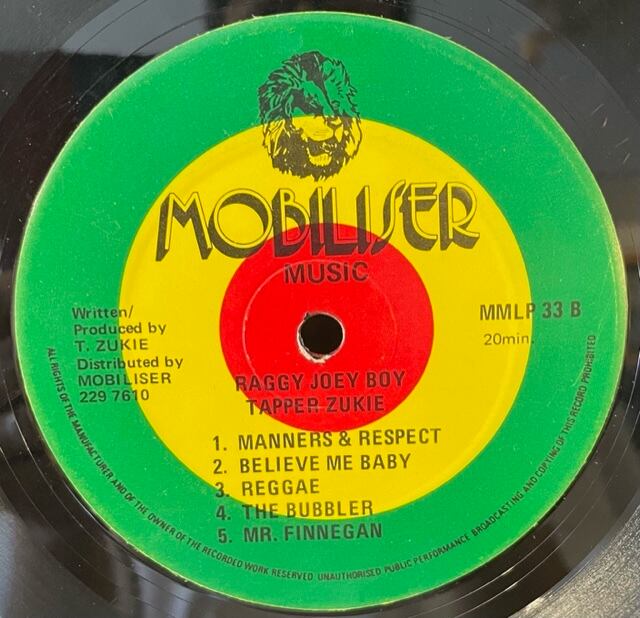 MOBILISER
MUSIC
Written/
Produced by
T. ZUKIE
Distributed by
MOBILISER
229 7610
MMLP 33 B
20min.
RAGGY JOEY BOY
TAPPER ZUKIE
1. MANNERS & RESPECT
2. BELIEVE ME BABY
3. REGGAE
4. THE BUBBLER
5. MR. FINNEGAN
ALL RIGHTS OF THE MANUFACTURER AND OF THE OWNER OF THE RECORDED WORK RESERVED UNAUTHORISED PUBLIC PERFORMANCE BROADCASTING AND COPYING OF THIS RECORD PROHIBITED